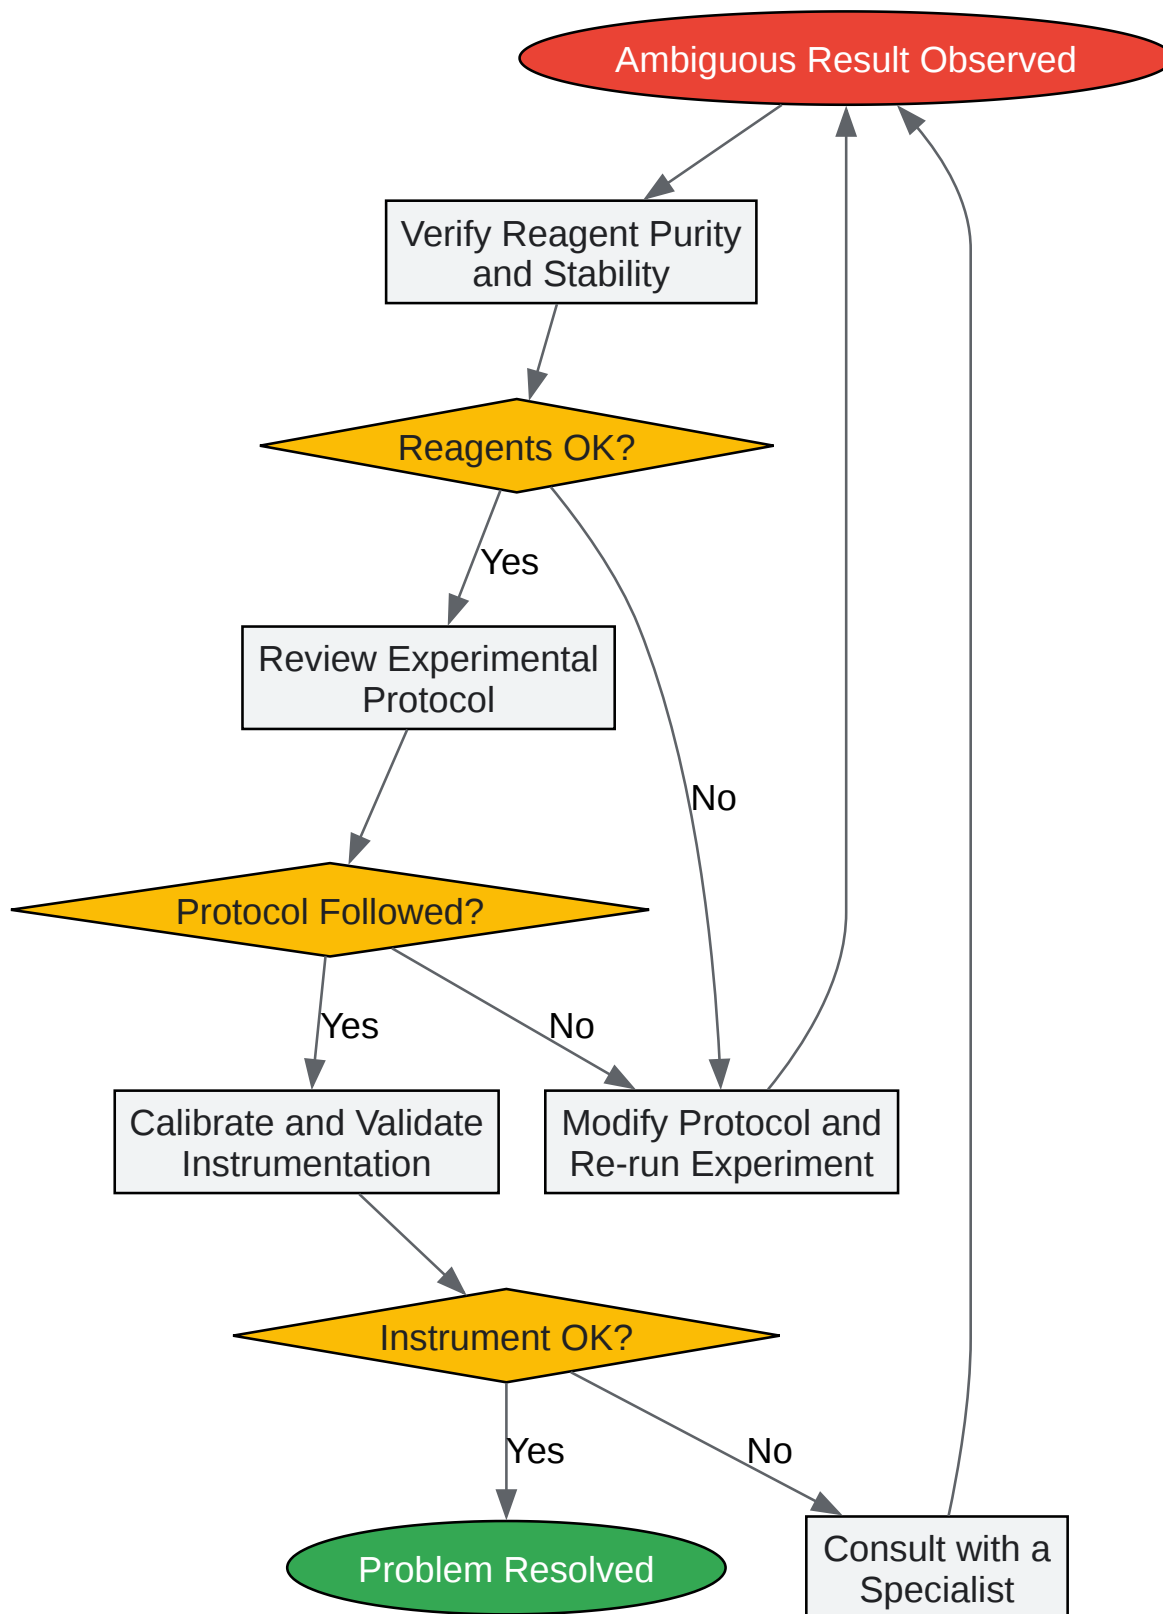 Ambiguous Result Observed
Verify Reagent Purity
and Stability
Reagents OK?
Yes
Review Experimental
Protocol
No
Protocol Followed?
Yes
No
Calibrate and Validate
Instrumentation
Modify Protocol and
Re-run Experiment
Instrument OK?
Yes
No
Problem Resolved
Consult with a
Specialist